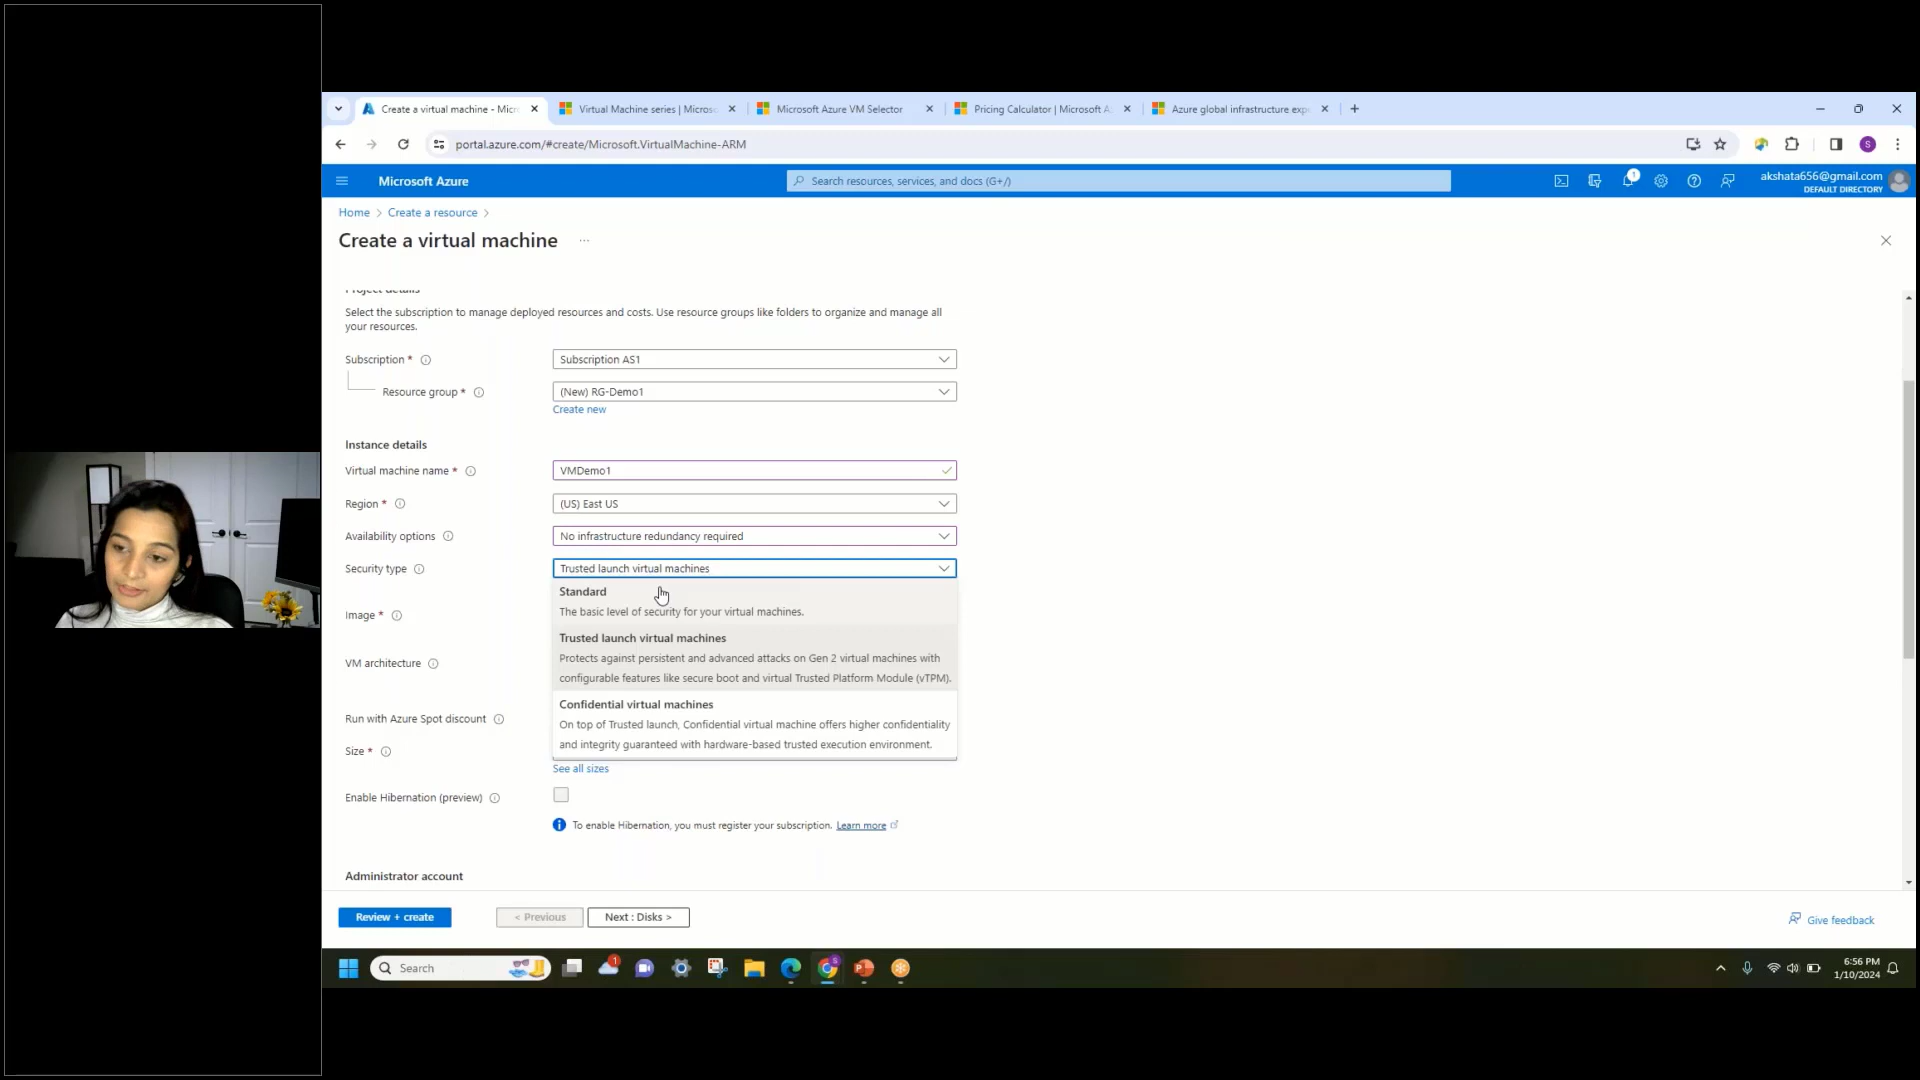 Create a virtual machine - Micr
Virtual Machine series | Micros
Microsoft Azure VM Selector
Pricing Calculator | Microsoft A
Azure global infrastructure exp
portal.azure.com/#create/Microsoft.VirtualMachine-ARM
S
Microsoft Azure
Search resources, services, and docs (G+/)
1
akshata656@gmail.com
DEFAULT DIRECTORY
Home > Create a resource >
Create a virtual machine ...
Project details
Select the subscription to manage deployed resources and costs. Use resource groups like folders to organize and manage all
your resources.
Subscription *
Subscription AS1
Resource group *
(New) RG-Demo1
Create new
Instance details
Virtual machine name *
VMDemo1
Region *
(US) East US
Availability options
No infrastructure redundancy required
Security type
Trusted launch virtual machines
Standard
The basic level of security for your virtual machines.
Image *
Trusted launch virtual machines
Protects against persistent and advanced attacks on Gen 2 virtual machines with
configurable features like secure boot and virtual Trusted Platform Module (vTPM).
VM architecture
Confidential virtual machines
On top of Trusted launch, Confidential virtual machine offers higher confidentiality
and integrity guaranteed with hardware-based trusted execution environment.
Run with Azure Spot discount
Size *
See all sizes
Enable Hibernation (preview)
To enable Hibernation, you must register your subscription. Learn more
Administrator account
Review + create
< Previous
Next : Disks >
Give feedback
Search
1
6:56 PM
1/10/2024